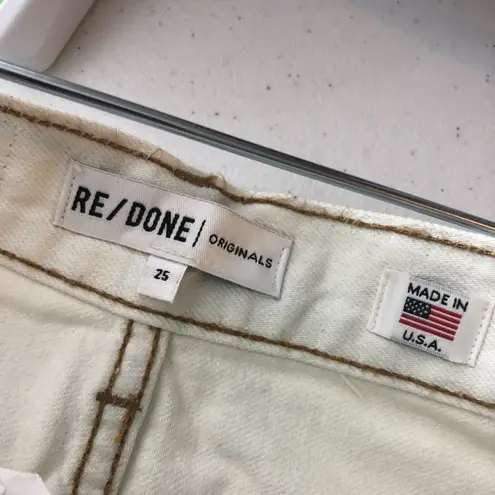 RE/DONE| ORIGINALS
25
MADE IN
U.S.A.